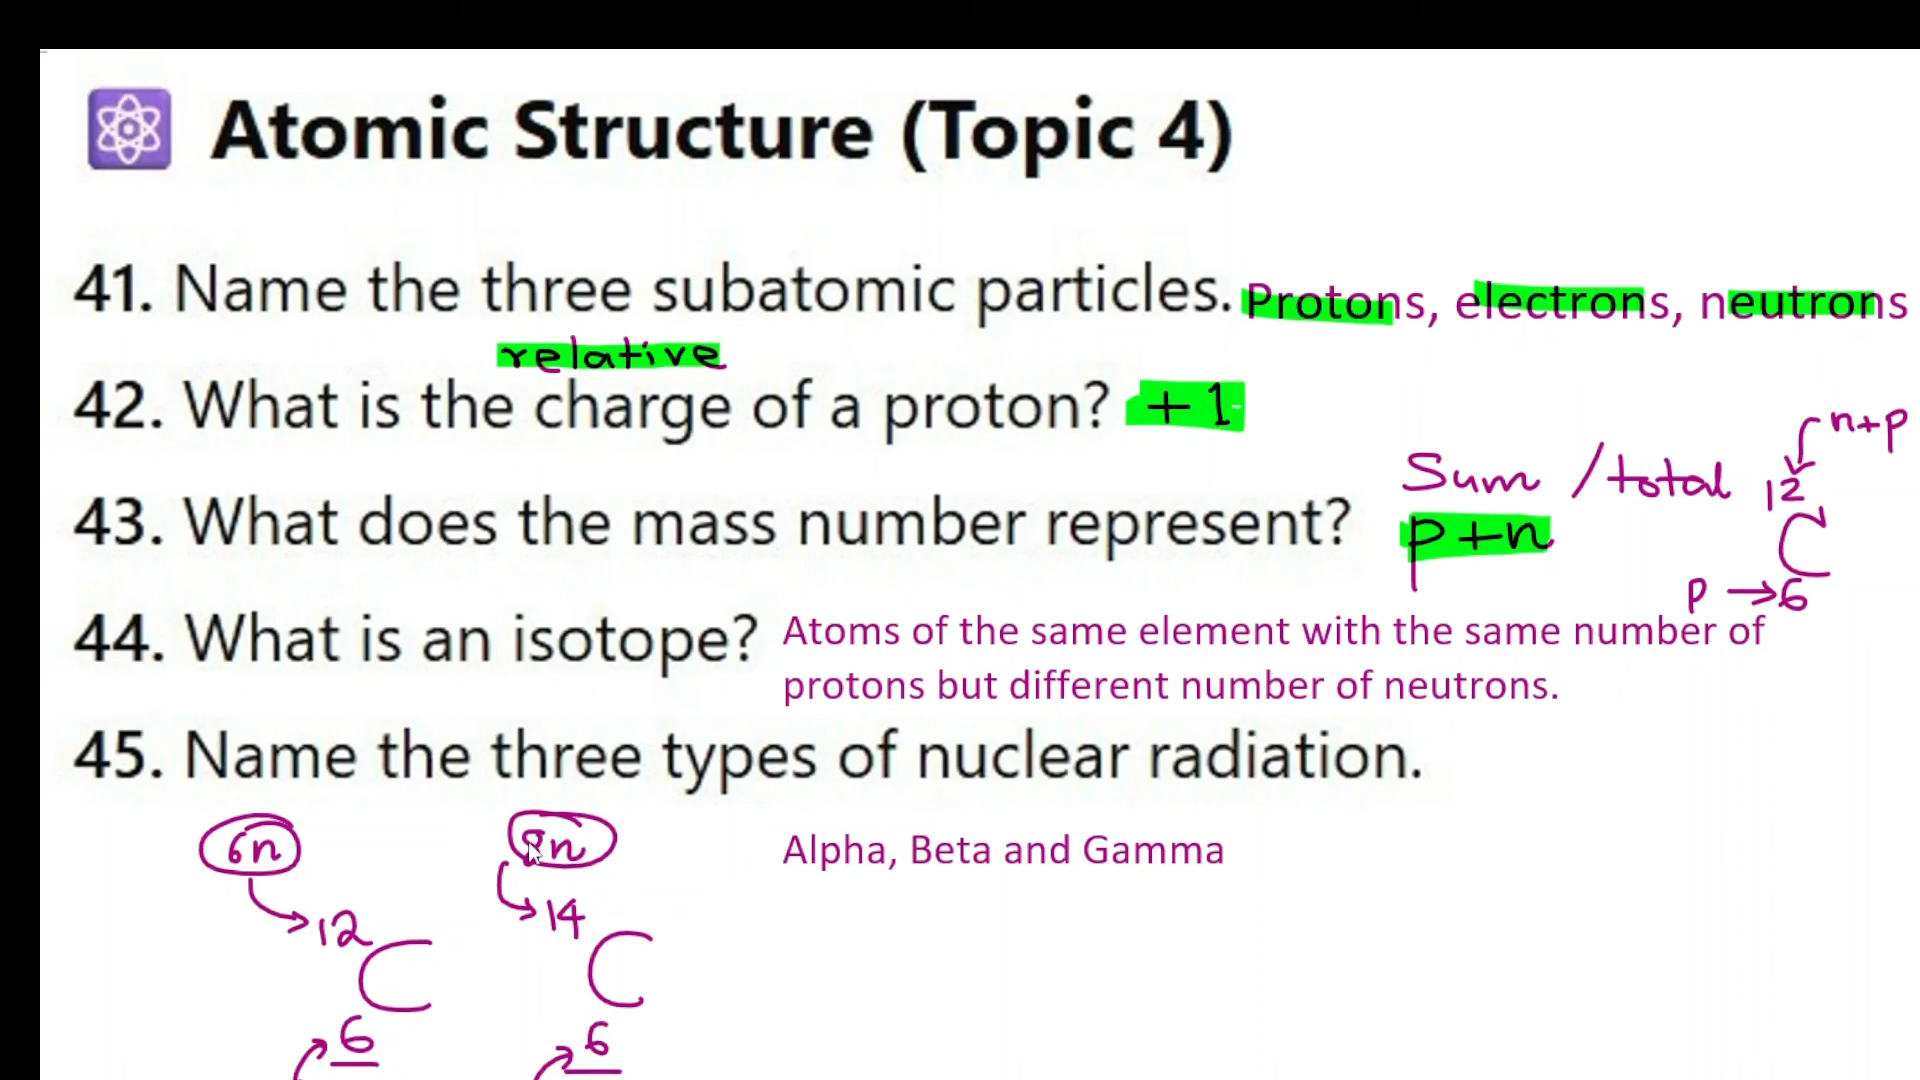 Atomic Structure (Topic 4)
41. Name the three subatomic particles. Protons, electrons, neutrons
relative
42. What is the charge of a proton? +1
n+p
Sum / total 12
43. What does the mass number represent? p+n C
p → 6
44. What is an isotope? Atoms of the same element with the same number of
protons but different number of neutrons.
45. Name the three types of nuclear radiation.
6n 8n Alpha, Beta and Gamma
12 14
C C
6 6